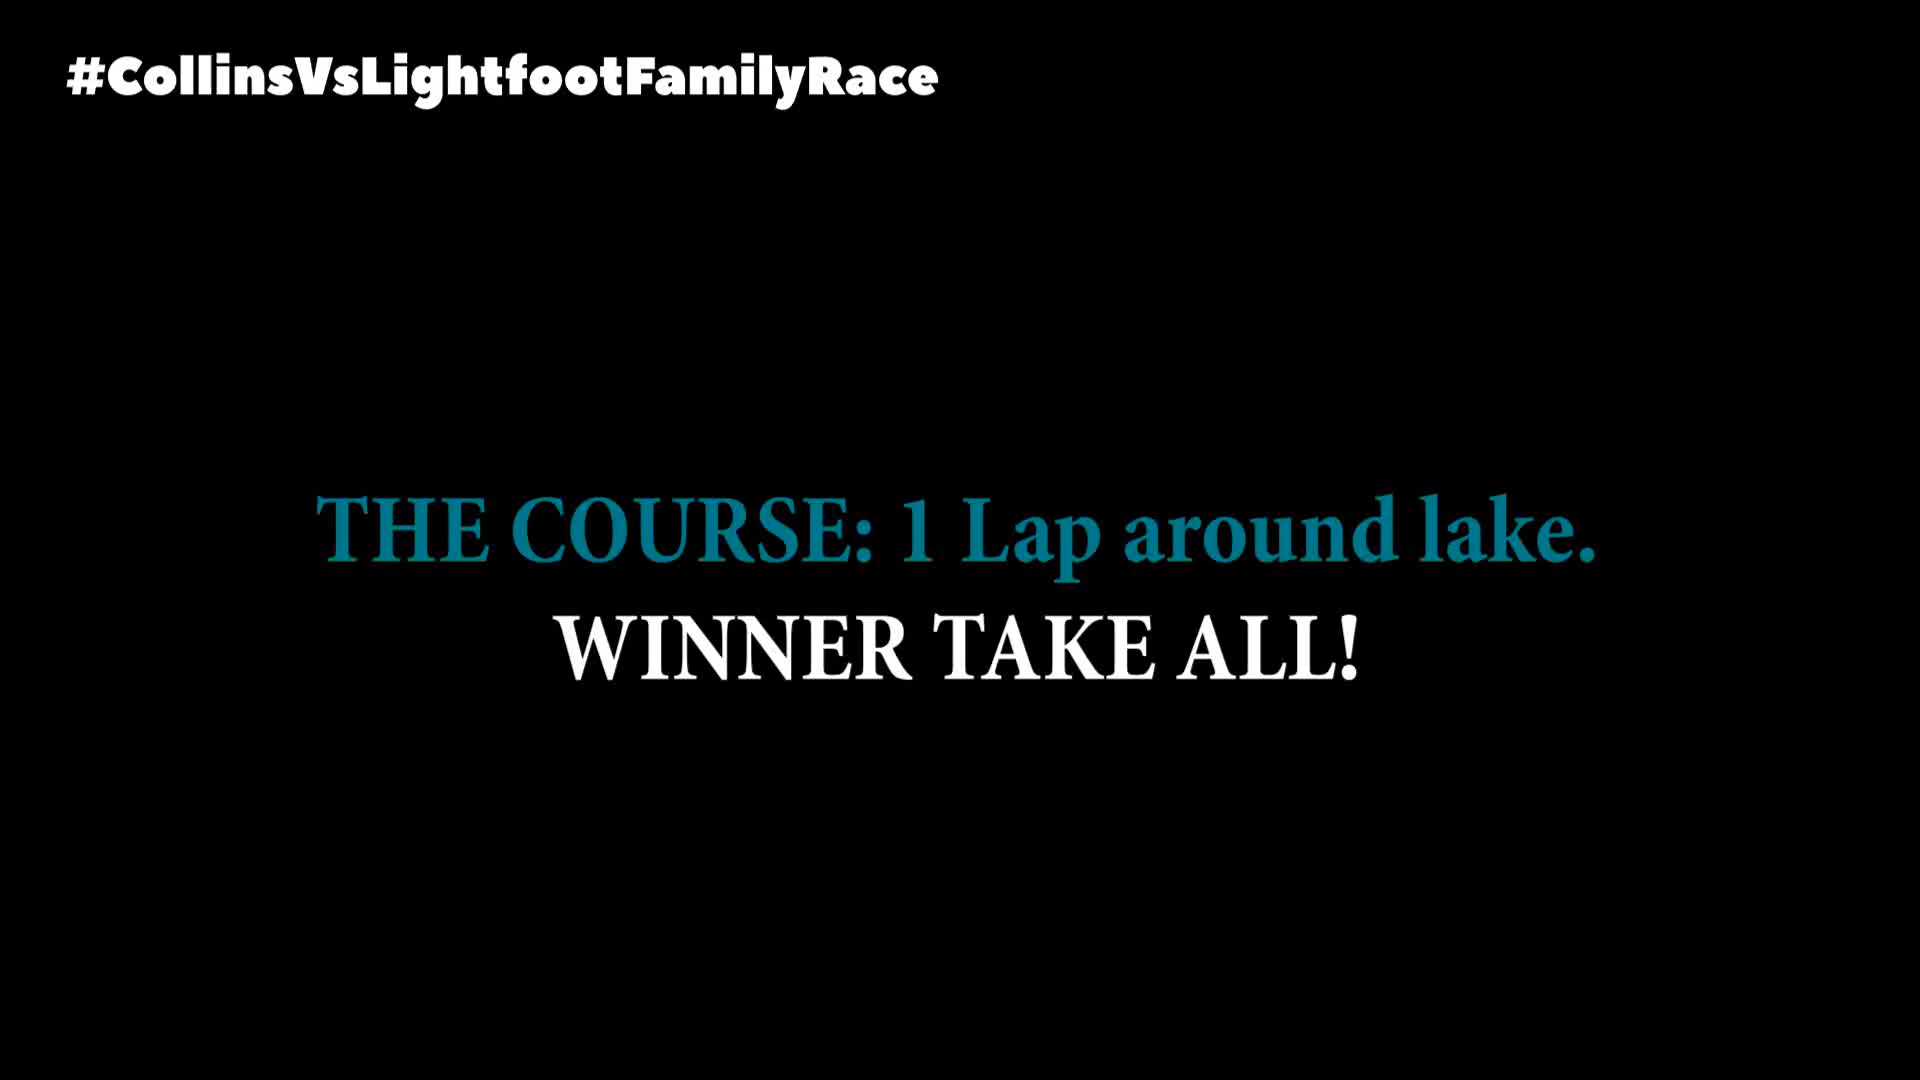 #CollinsVsLightfootFamilyRace
THE COURSE: 1 Lap around lake.
WINNER TAKE ALL!